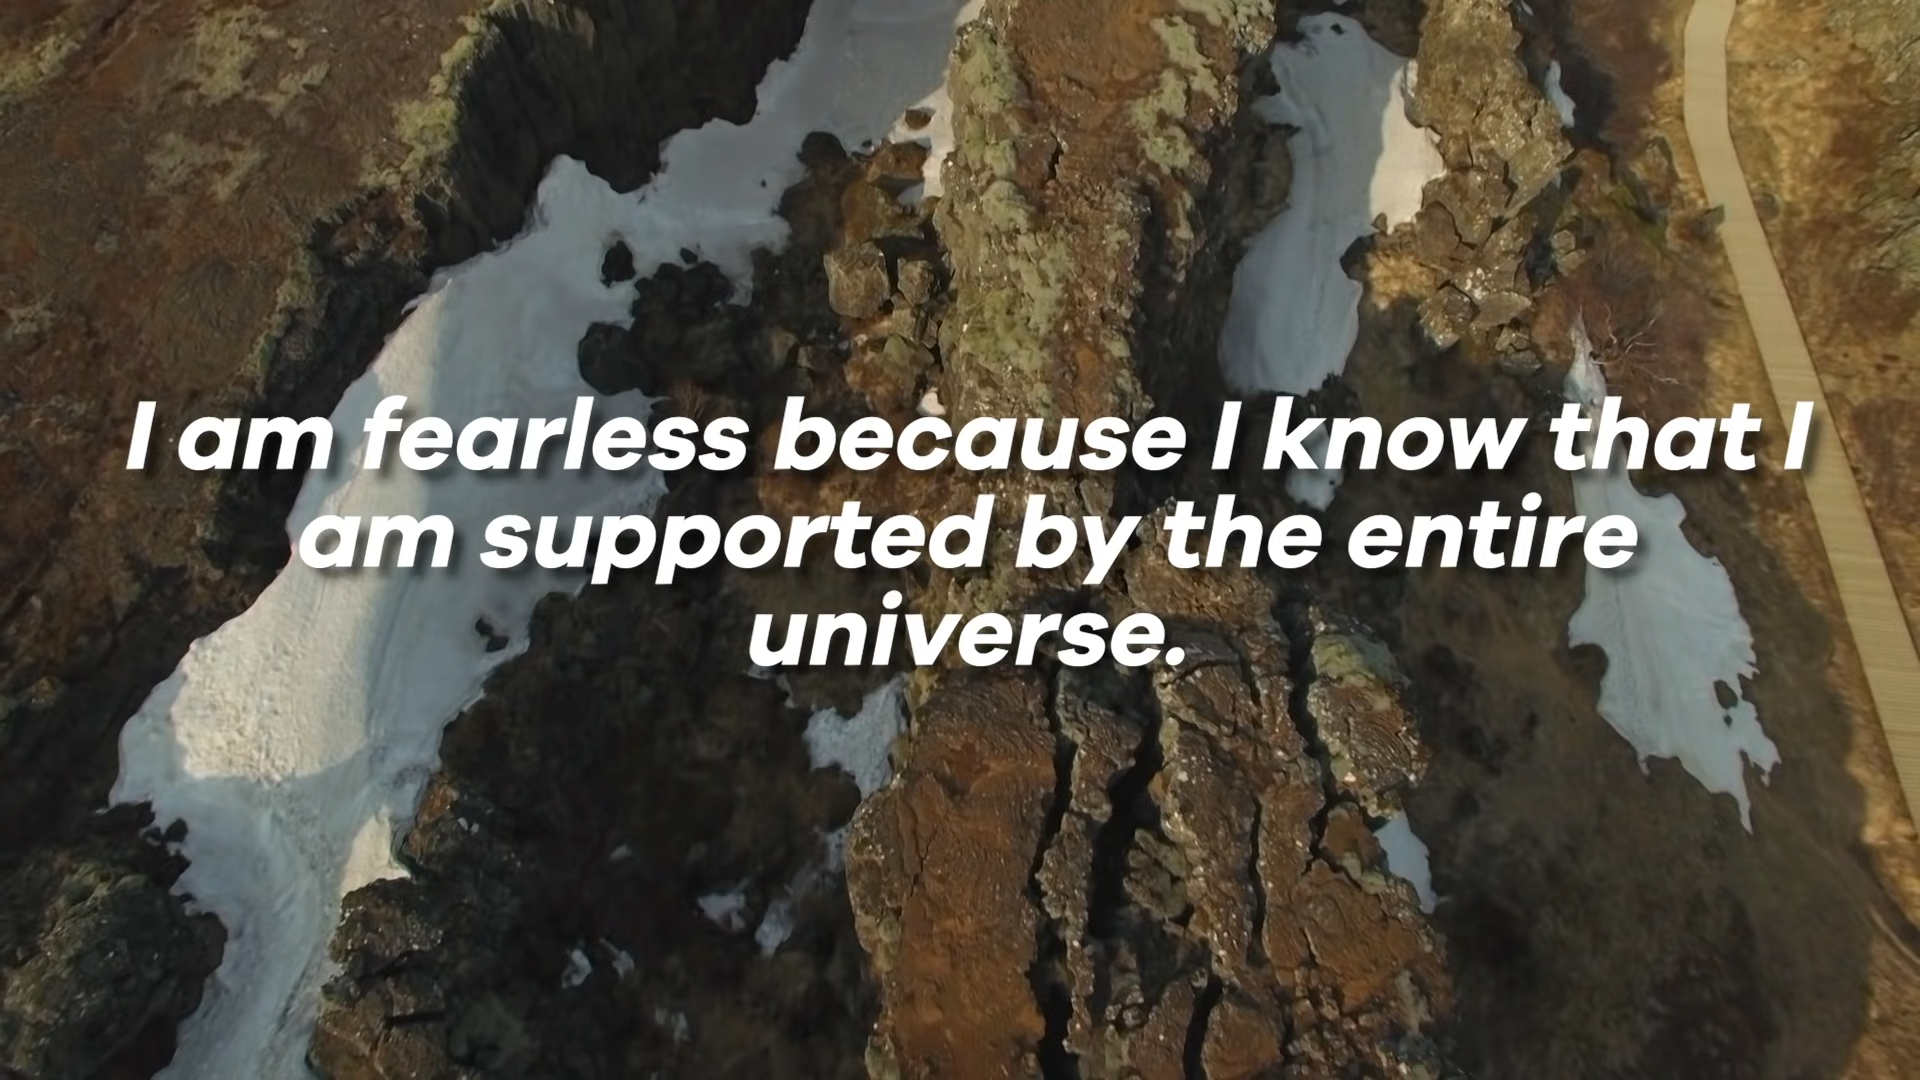 I am fearless because I know that I
am supported by the entire
universe.